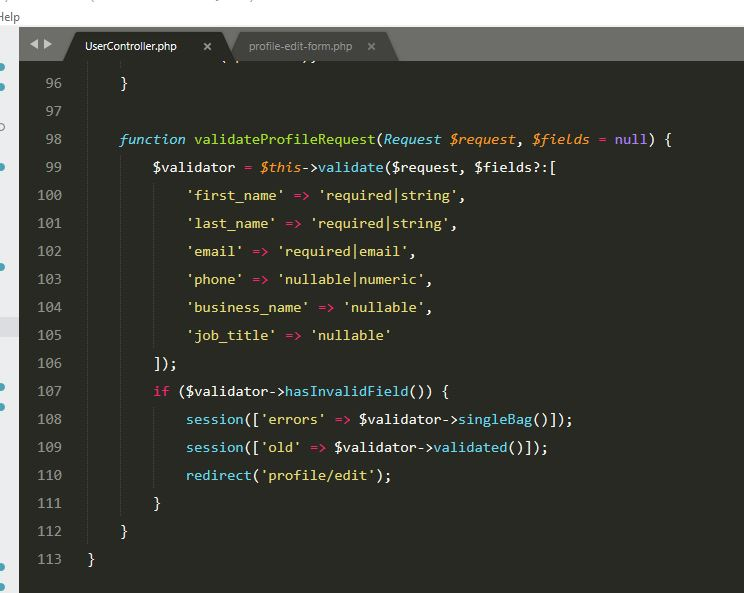 Help
UserController.php × profile-edit-form.php ×
96 }
97
98 function validateProfileRequest(Request $request, $fields = null) {
99 $validator = $this->validate($request, $fields?:[
100 'first_name' => 'required|string',
101 'last_name' => 'required|string',
102 'email' => 'required|email',
103 'phone' => 'nullable|numeric',
104 'business_name' => 'nullable',
105 'job_title' => 'nullable'
106 ]);
107 if ($validator->hasInvalidField()) {
108 session(['errors' => $validator->singleBag()]);
109 session(['old' => $validator->validated()]);
110 redirect('profile/edit');
111 }
112 }
113 }